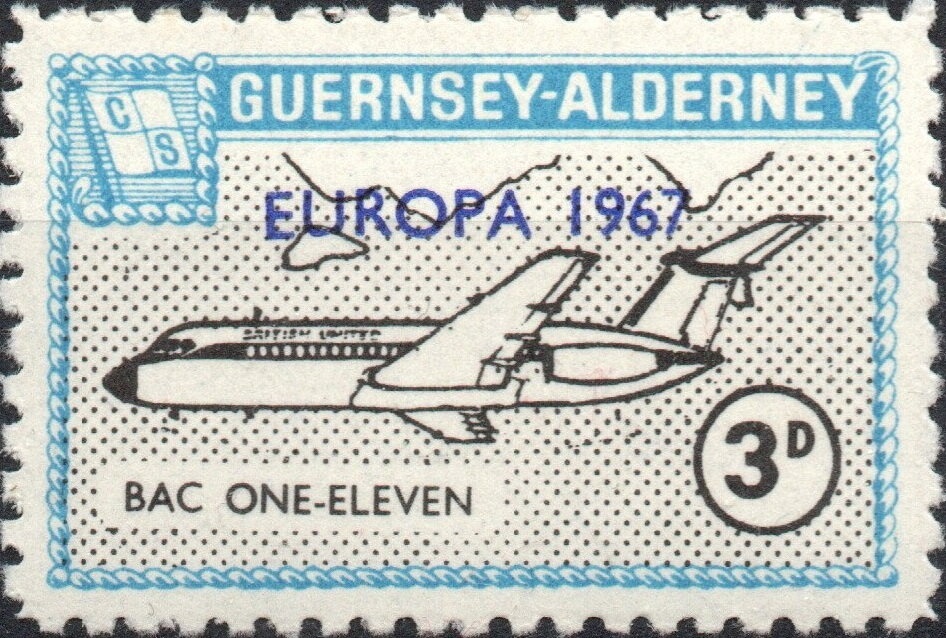 C
S
GUERNSEY-ALDERNEY
EUROPA 1967
BRITISH UNITED
BAC ONE-ELEVEN
3D